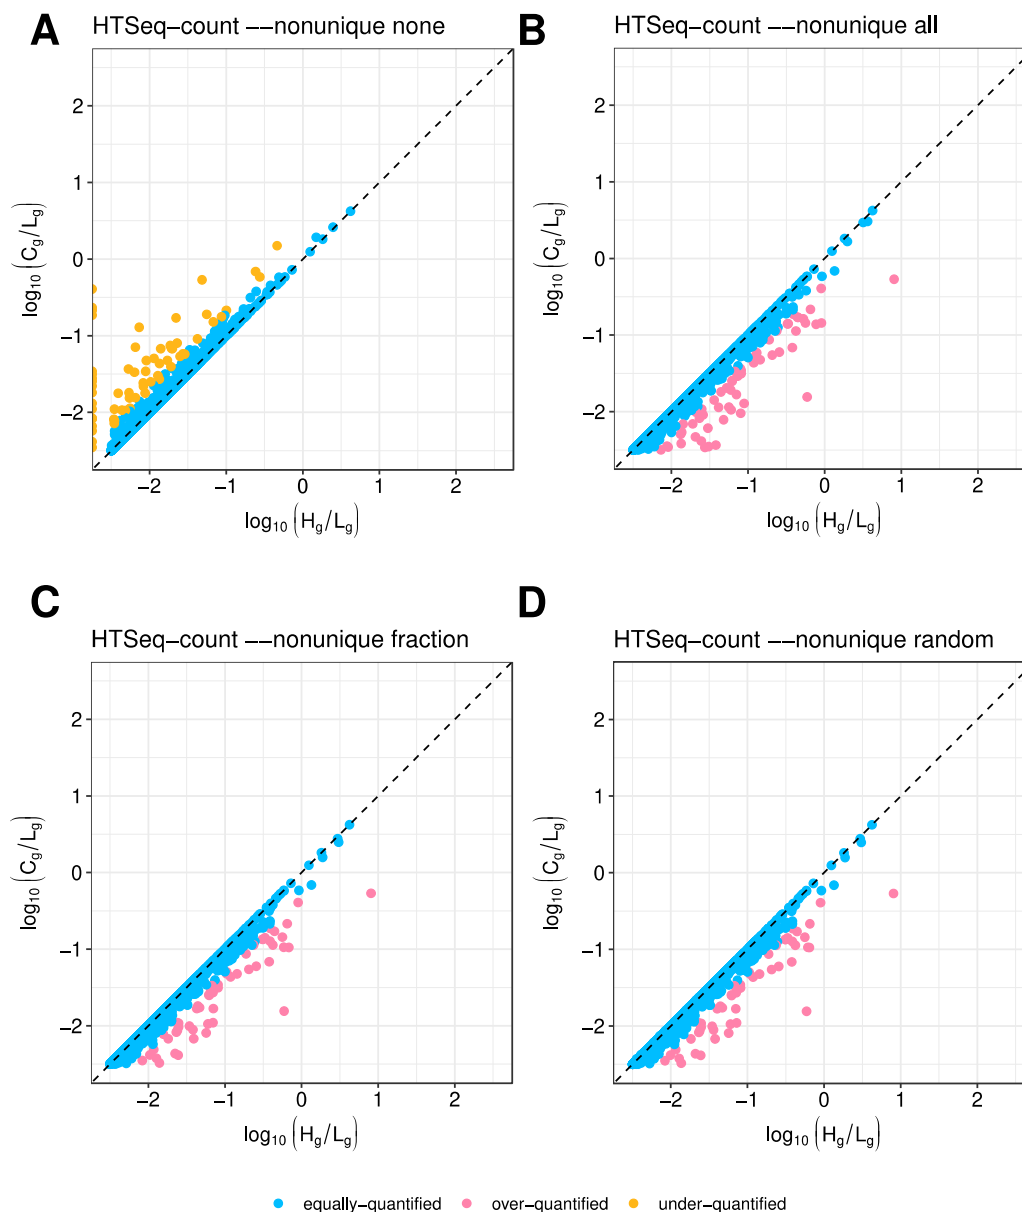 A HTSeq−count −−nonunique none
2
1
0
−1
−2
log10 (Cg/Lg)
−2 −1 0 1 2
log10 (Hg/Lg)
B HTSeq−count −−nonunique all
2
1
0
−1
−2
log10 (Cg/Lg)
−2 −1 0 1 2
log10 (Hg/Lg)
C
HTSeq−count −−nonunique fraction
2
1
0
−1
−2
log10 (Cg/Lg)
−2 −1 0 1 2
log10 (Hg/Lg)
D
HTSeq−count −−nonunique random
2
1
0
−1
−2
log10 (Cg/Lg)
−2 −1 0 1 2
log10 (Hg/Lg)
equally−quantified over−quantified under−quantified